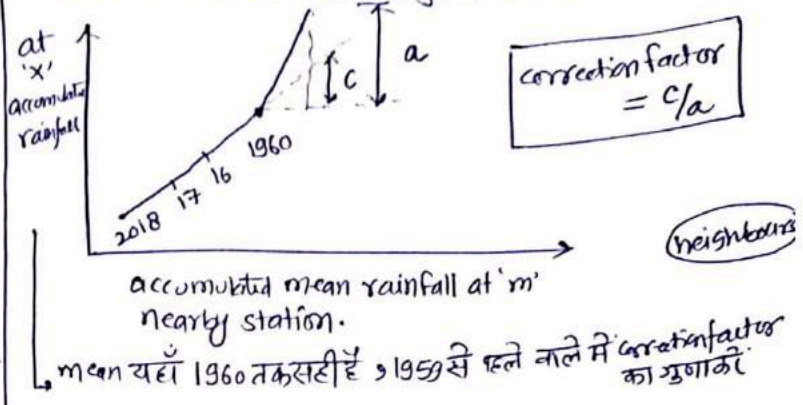 at
'x'
accomulate
rainfall
a
c
correction factor
= c/a
1960
16
17
2018
neighbours
accumulated mean rainfall at 'm'
nearby station.
mean यहाँ 1960 तक सही है, 1959 से पहले वाले में correction factor
का गुणा करें